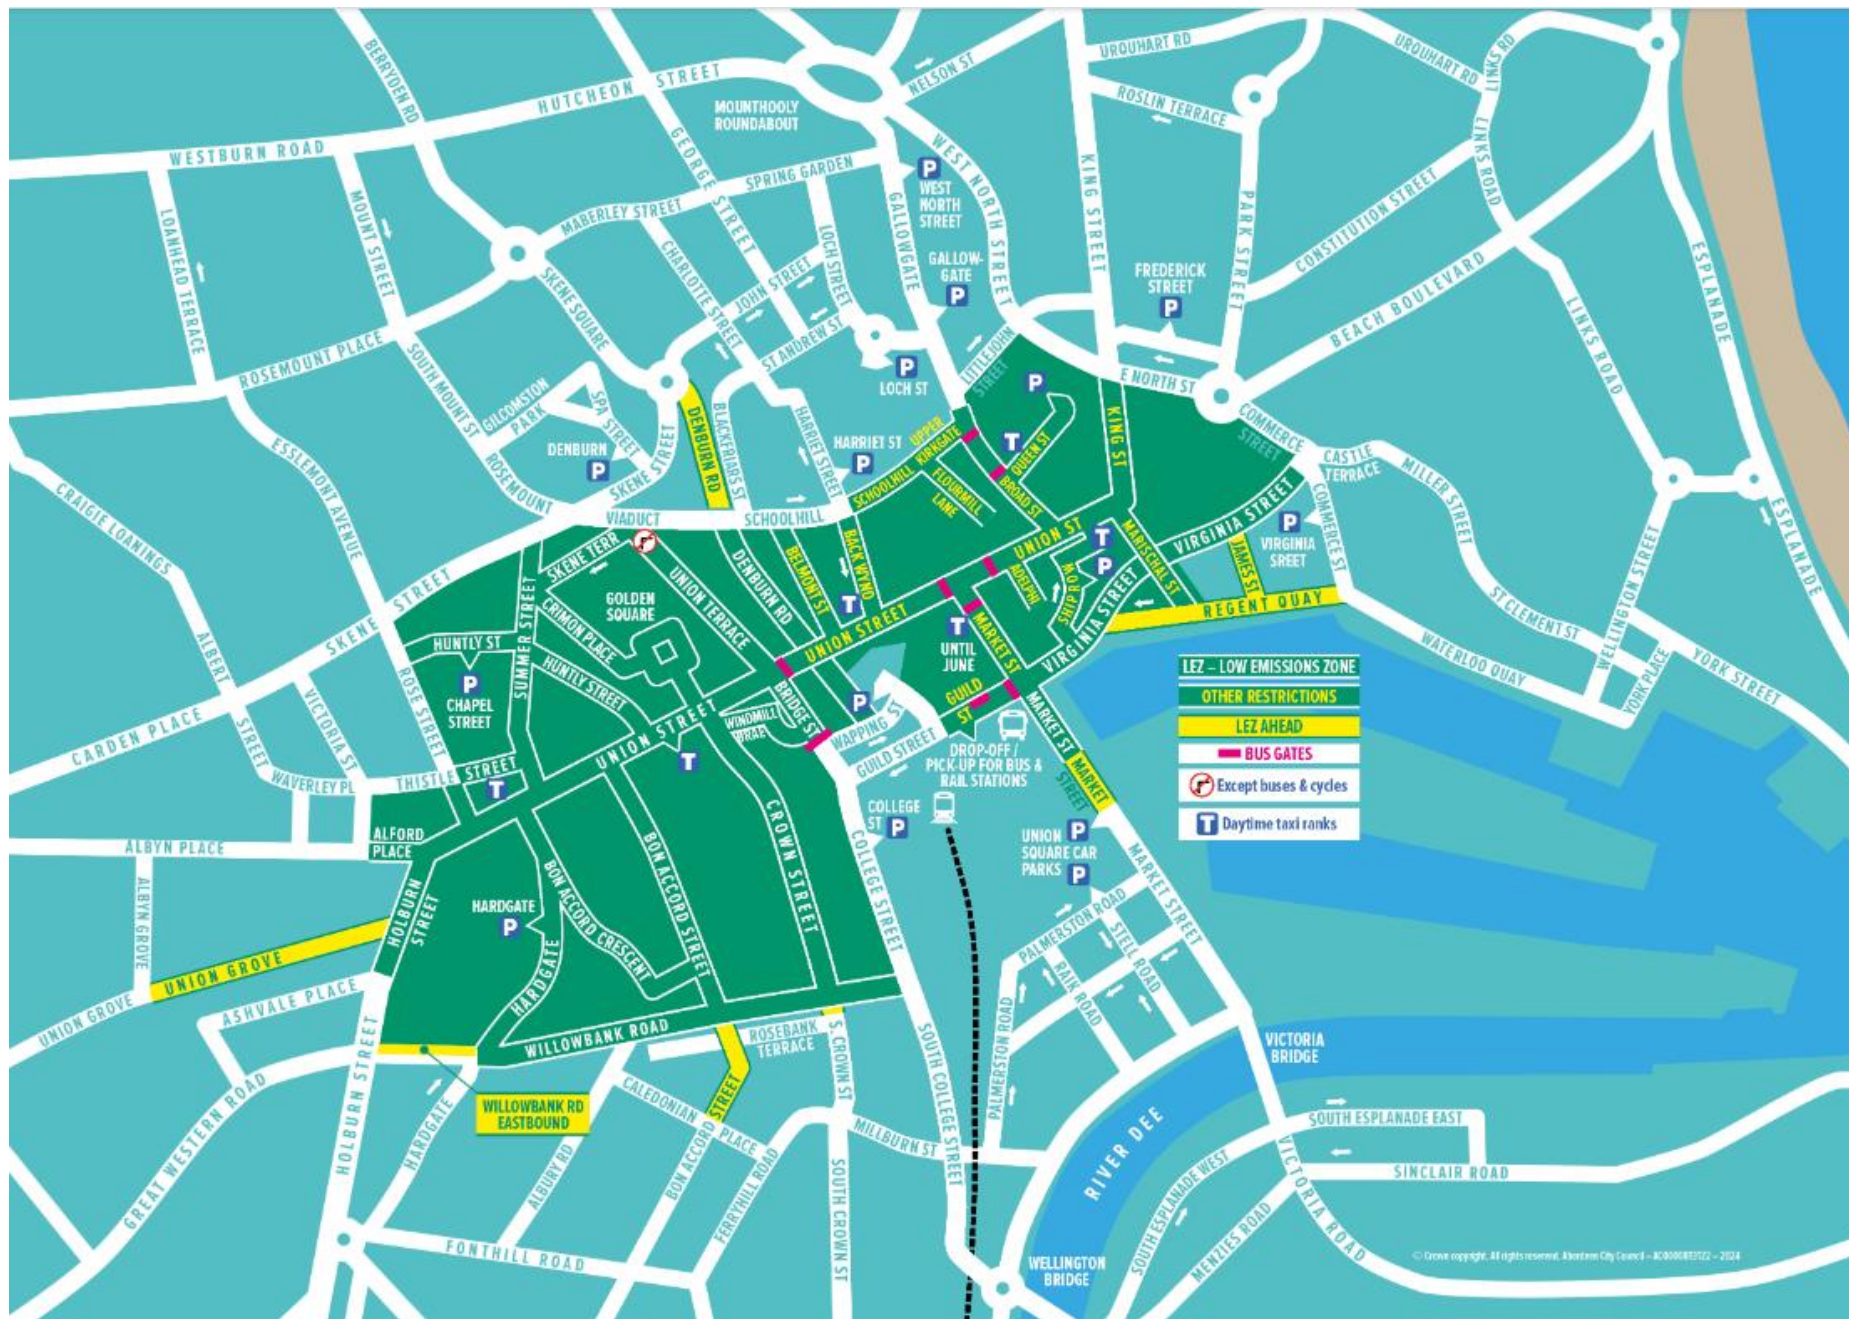 BERRYDEN RD
HUTCHEON STREET
MOUNTHOOLY
ROUNDABOUT
NELSON ST
URQUHART RD
URQUHART RD
LINKS RD
ROSLIN TERRACE
WESTBURN ROAD
GEORGE STREET
SPRING GARDEN
WEST NORTH STREET
P
WEST
NORTH
STREET
KING STREET
PARK STREET
LINKS ROAD
CONSTITUTION STREET
LOANHEAD TERRACE
MOUNT STREET
MABERLEY STREET
LOCH STREET
GALLOWGATE
GALLOW-
GATE
P
FREDERICK
STREET
P
ESPLANADE
BEACH BOULEVARD
SKENE SQUARE
CHARLOTTE STREET
JOHN STREET
ST ANDREW ST
LINKS ROAD
ROSEMOUNT PLACE
SOUTH MOUNT ST
GILCOMSTON
PARK
SPA STREET
P
LOCH ST
LITTLEJOHN
STREET
P
E NORTH ST
COMMERCE
STREET
DENBURN
P
SKENE STREET
DENBURN RD
BLACKFRIARS ST
HARRIET STREET
HARRIET ST
P
UPPER
KIRKGATE
SCHOOLHILL
T
QUEEN ST
KING ST
CASTLE
TERRACE
MILLER STREET
ESSLEMONT AVENUE
ROSEMOUNT
VIADUCT
SCHOOLHILL
FLOURMILL
LANE
BROAD ST
VIRGINIA STREET
COMMERCE ST
P
VIRGINIA
SREET
ESPLANADE
CRAIGIE LOANINGS
SKENE TERR
UNION TERRACE
DENBURN RD
BELMONT ST
BACK WYND
T
UNION ST
T
P
ADELPHI
SHIP ROW
MARISCHAL ST
JAMES ST
REGENT QUAY
WELLINGTON STREET
ST CLEMENT ST
SKENE STREET
SUMMER STREET
GOLDEN
SQUARE
CRIMON PLACE
UNION STREET
T
UNTIL
JUNE
MARKET ST
VIRGINIA STREET
WATERLOO QUAY
YORK PLACE
YORK STREET
ALBERT
STREET
HUNTLY ST
P
CHAPEL
STREET
HUNTLY STREET
ROSE STREET
VICTORIA ST
CARDEN PLACE
UNION STREET
T
WINDMILL
BRAE
BRIDGE ST
P
WAPPING ST
GUILD
ST
GUILD STREET
MARKET ST
DROP-OFF /
PICK-UP FOR BUS &
RAIL STATIONS
LEZ – LOW EMISSIONS ZONE
OTHER RESTRICTIONS
LEZ AHEAD
BUS GATES
Except buses & cycles
T Daytime taxi ranks
WAVERLEY PL
THISTLE STREET
T
ALFORD
PLACE
ALBYN PLACE
COLLEGE
ST P
MARKET
STREET
UNION
SQUARE CAR
PARKS
P
P
ALBYN GROVE
HOLBURN
STREET
HARDGATE
P
BON ACCORD CRESCENT
BON ACCORD STREET
CROWN STREET
COLLEGE STREET
MARKET STREET
PALMERSTON ROAD
STELL ROAD
RAIK ROAD
UNION GROVE
UNION GROVE
ASHVALE PLACE
HARDGATE
WILLOWBANK ROAD
ROSEBANK
TERRACE
S. CROWN ST
PALMERSTON ROAD
VICTORIA
BRIDGE
GREAT WESTERN ROAD
HOLBURN STREET
WILLOWBANK RD
EASTBOUND
HARDGATE
CALEDONIAN
PLACE
BON ACCORD
STREET
ALBURY RD
FERRYHILL ROAD
MILLBURN ST
SOUTH COLLEGE STREET
SOUTH CROWN ST
FONTHILL ROAD
RIVER DEE
SOUTH ESPLANADE EAST
SINCLAIR ROAD
SOUTH ESPLANADE WEST
MENZIES ROAD
VICTORIA ROAD
WELLINGTON
BRIDGE
© Crown copyright. All rights reserved. Aberdeen City Council
2024